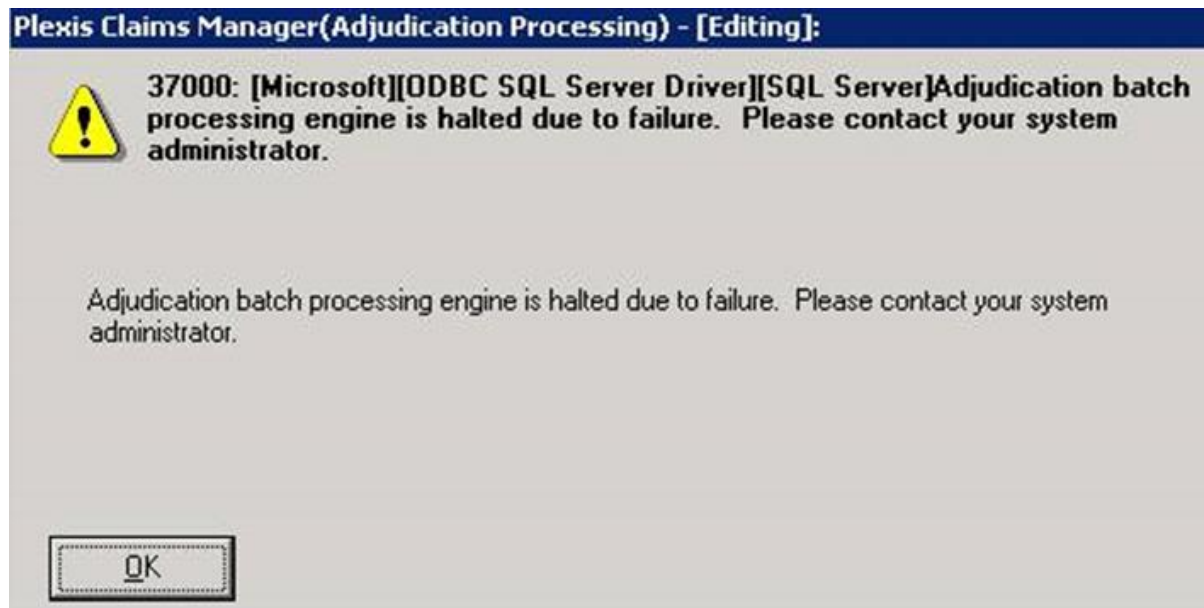 Plexis Claims Manager(Adjudication Processing) - [Editing]:
37000: [Microsoft][ODBC SQL Server Driver][SQL Server]Adjudication batch
processing engine is halted due to failure.  Please contact your system
administrator.
Adjudication batch processing engine is halted due to failure.  Please contact your system
administrator.
OK